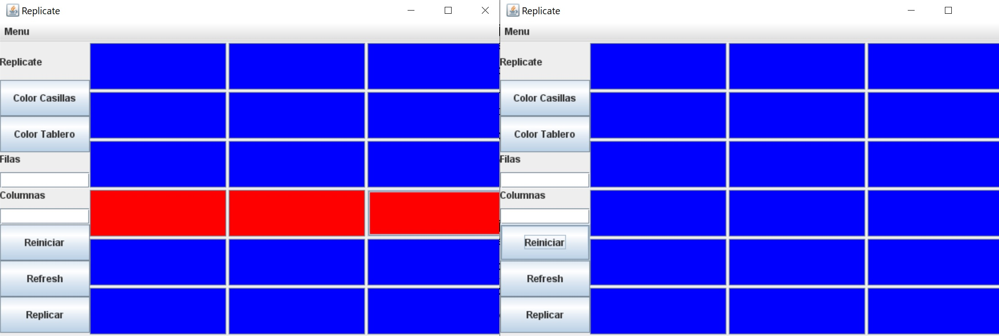 Replicate
Menu
Replicate
Color Casillas
Color Tablero
Filas
Columnas
Reiniciar
Refresh
Replicar
Replicate
Menu
Replicate
Color Casillas
Color Tablero
Filas
Columnas
Reiniciar
Refresh
Replicar